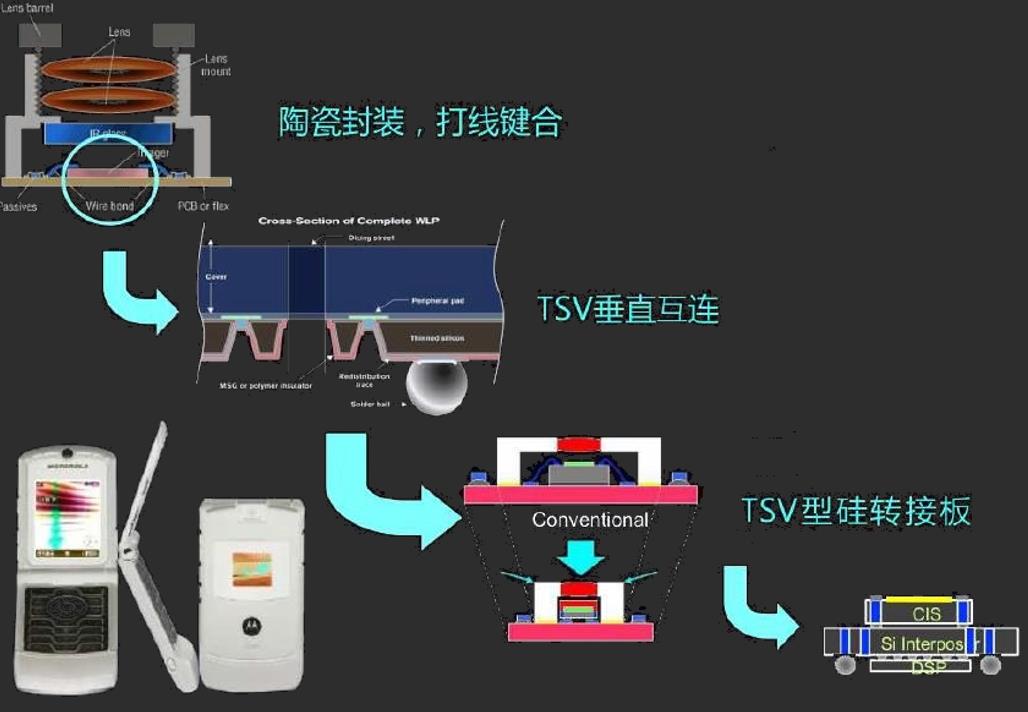 Lens barrel
Lens
Lens
mount
IR glass
Imager
Passives
Wire bond
PCB or flex
陶瓷封装，打线键合
Cross-Section of Complete WLP
Dicing street
Cover
Peripheral pad
Thinned silicon
MSG or polymer insulator
Redistribution
trace
Solder ball
TSV垂直互连
MOTOROLA
Conventional
TSV型硅转接板
CIS
Si Interposer
DSP